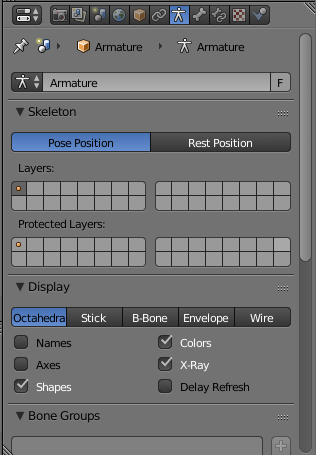 Armature Armature
Armature F
Skeleton
Pose Position Rest Position
Layers:
Protected Layers:
Display
Octahedra Stick B-Bone Envelope Wire
Names Colors
Axes X-Ray
Shapes Delay Refresh
Bone Groups